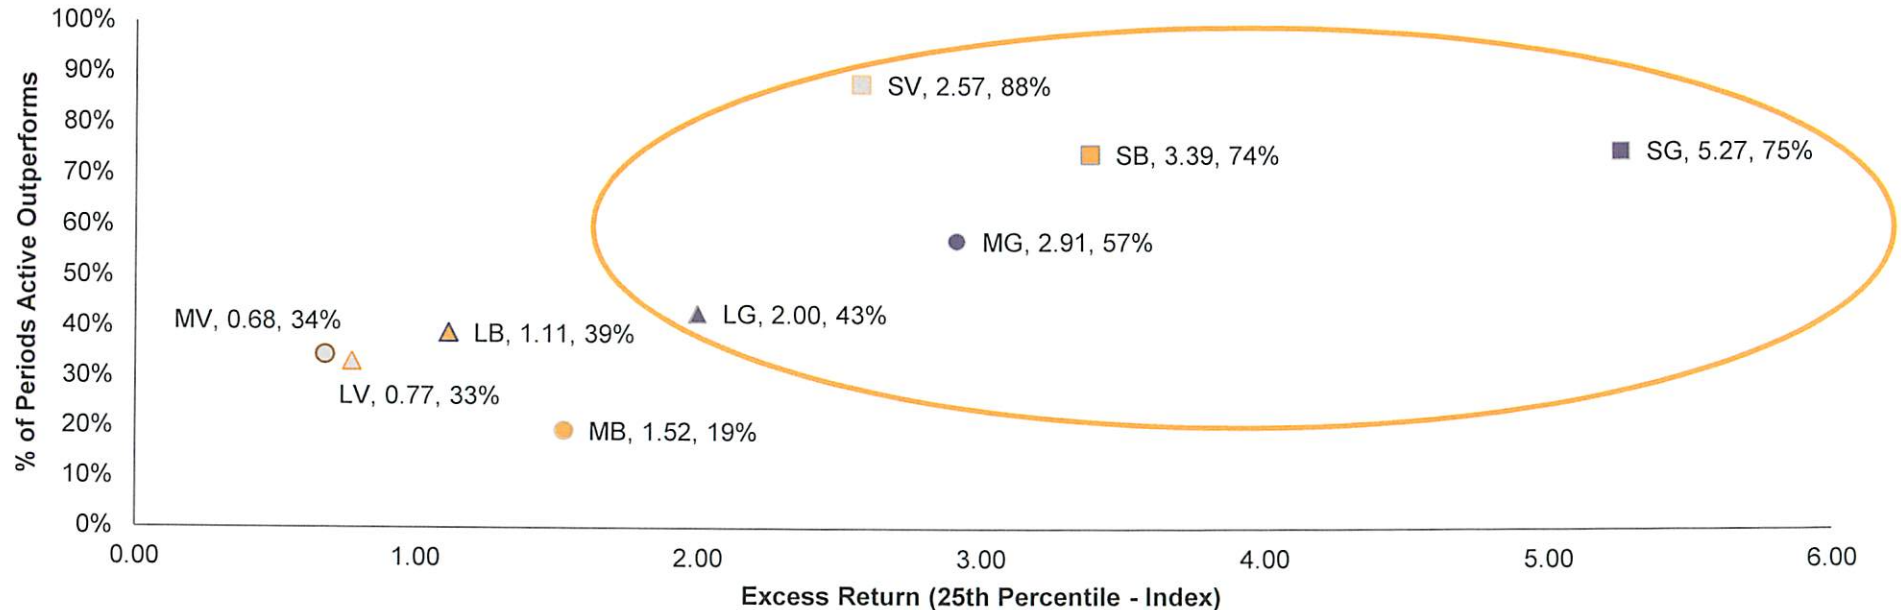 % of Periods Active Outperforms
100%
90%
80%
70%
60%
50%
40%
30%
20%
10%
0%
SV, 2.57, 88%
SB, 3.39, 74%
SG, 5.27, 75%
MG, 2.91, 57%
LG, 2.00, 43%
MV, 0.68, 34%
LB, 1.11, 39%
LV, 0.77, 33%
MB, 1.52, 19%
0.00 1.00 2.00 3.00 4.00 5.00 6.00
Excess Return (25th Percentile - Index)